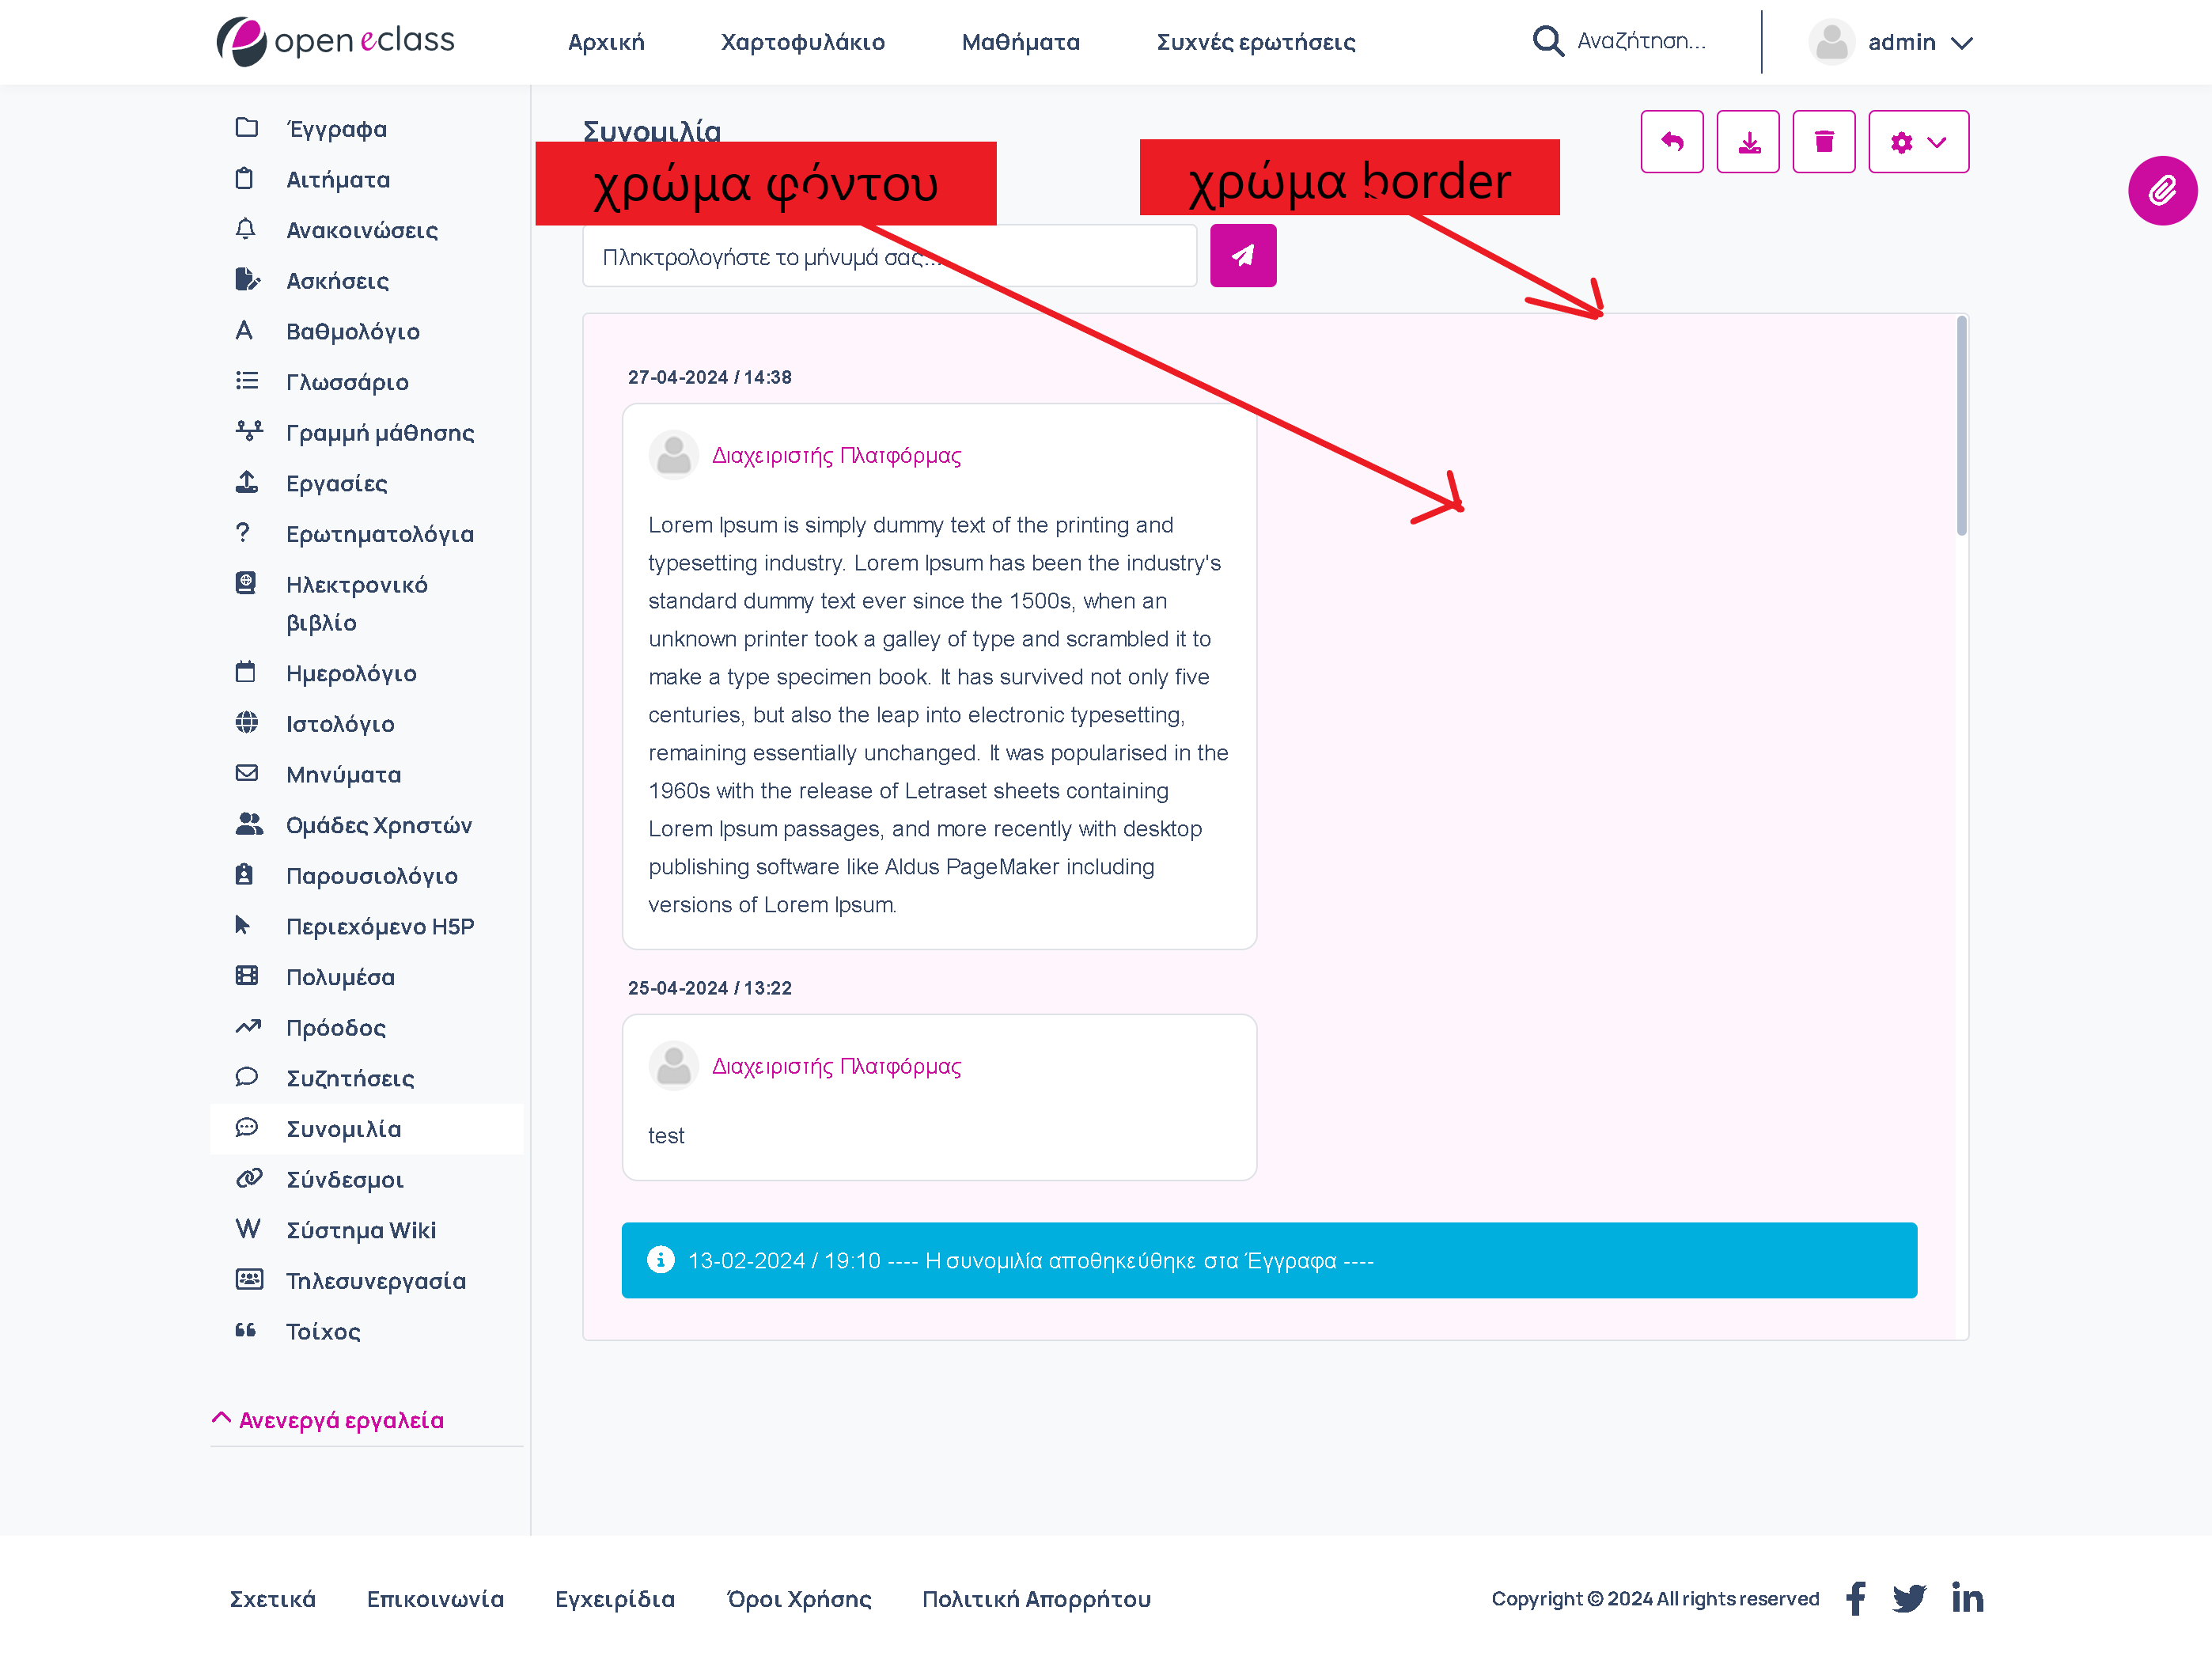 open eclass
Αρχική
Χαρτοφυλάκιο
Μαθήματα
Συχνές ερωτήσεις
Αναζήτηση...
admin
Έγγραφα
Αιτήματα
Ανακοινώσεις
Ασκήσεις
Βαθμολόγιο
Γλωσσάριο
Γραμμή μάθησης
Εργασίες
Ερωτηματολόγια
Ηλεκτρονικό
βιβλίο
Ημερολόγιο
Ιστολόγιο
Μηνύματα
Ομάδες Χρηστών
Παρουσιολόγιο
Περιεχόμενο H5P
Πολυμέσα
Πρόοδος
Συζητήσεις
Συνομιλία
Σύνδεσμοι
Σύστημα Wiki
Τηλεσυνεργασία
Τοίχος
Ανενεργά εργαλεία
Συνομιλία
χρώμα φόντου
χρώμα border
Πληκτρολογήστε το μήνυμά σας...
27-04-2024 / 14:38
Διαχειριστής Πλατφόρμας
Lorem Ipsum is simply dummy text of the printing and
typesetting industry. Lorem Ipsum has been the industry's
standard dummy text ever since the 1500s, when an
unknown printer took a galley of type and scrambled it to
make a type specimen book. It has survived not only five
centuries, but also the leap into electronic typesetting,
remaining essentially unchanged. It was popularised in the
1960s with the release of Letraset sheets containing
Lorem Ipsum passages, and more recently with desktop
publishing software like Aldus PageMaker including
versions of Lorem Ipsum.
25-04-2024 / 13:22
Διαχειριστής Πλατφόρμας
test
13-02-2024 / 19:10 ---- Η συνομιλία αποθηκεύθηκε στα Έγγραφα ----
Σχετικά
Επικοινωνία
Εγχειρίδια
Όροι Χρήσης
Πολιτική Απορρήτου
Copyright © 2024 All rights reserved